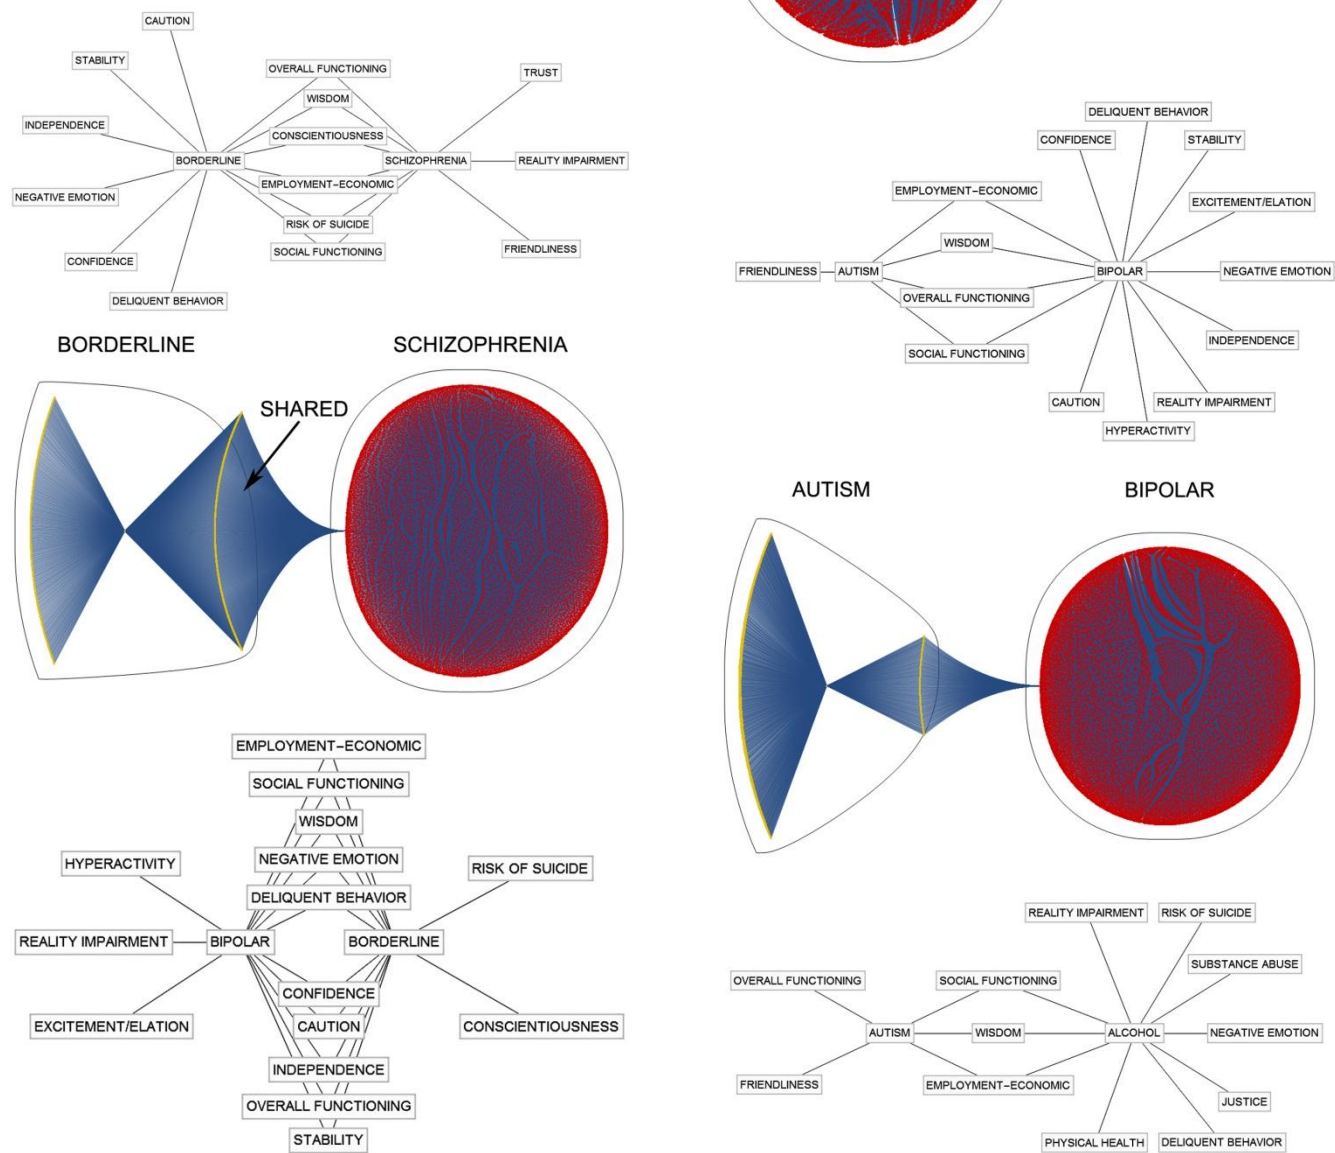 CAUTION
STABILITY
OVERALL FUNCTIONING
TRUST
WISDOM
INDEPENDENCE
CONSCIENTIOUSNESS
BORDERLINE
SCHIZOPHRENIA
REALITY IMPAIRMENT
EMPLOYMENT-ECONOMIC
NEGATIVE EMOTION
RISK OF SUICIDE
SOCIAL FUNCTIONING
FRIENDLINESS
CONFIDENCE
DELIQUENT BEHAVIOR
BORDERLINE
SCHIZOPHRENIA
SHARED
EMPLOYMENT-ECONOMIC
SOCIAL FUNCTIONING
WISDOM
HYPERACTIVITY
NEGATIVE EMOTION
RISK OF SUICIDE
DELIQUENT BEHAVIOR
REALITY IMPAIRMENT
BIPOLAR
BORDERLINE
CONFIDENCE
EXCITEMENT/ELATION
CAUTION
CONSCIENTIOUSNESS
INDEPENDENCE
OVERALL FUNCTIONING
STABILITY
DELIQUENT BEHAVIOR
CONFIDENCE
STABILITY
EMPLOYMENT-ECONOMIC
EXCITEMENT/ELATION
WISDOM
FRIENDLINESS
AUTISM
BIPOLAR
NEGATIVE EMOTION
OVERALL FUNCTIONING
INDEPENDENCE
SOCIAL FUNCTIONING
CAUTION
REALITY IMPAIRMENT
HYPERACTIVITY
AUTISM
BIPOLAR
REALITY IMPAIRMENT
RISK OF SUICIDE
SUBSTANCE ABUSE
OVERALL FUNCTIONING
SOCIAL FUNCTIONING
AUTISM
WISDOM
ALCOHOL
NEGATIVE EMOTION
FRIENDLINESS
EMPLOYMENT-ECONOMIC
JUSTICE
PHYSICAL HEALTH
DELIQUENT BEHAVIOR